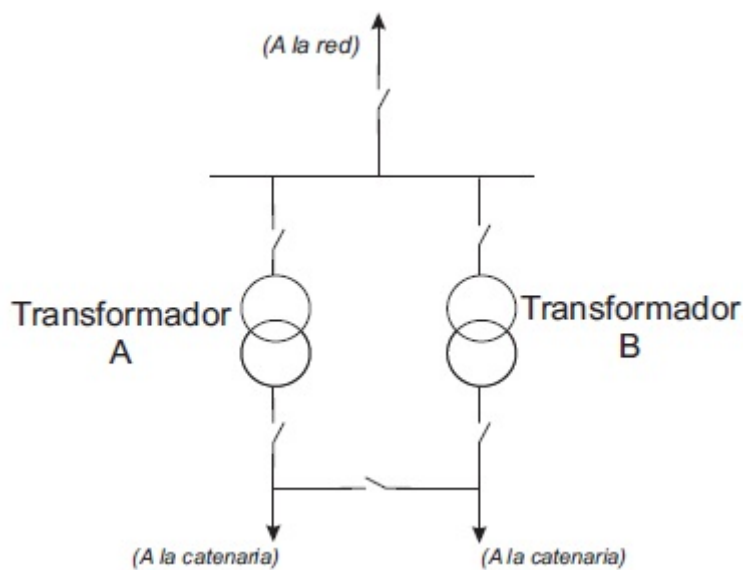 (A la red)
Transformador
A
Transformador
B
(A la catenaria)
(A la catenaria)